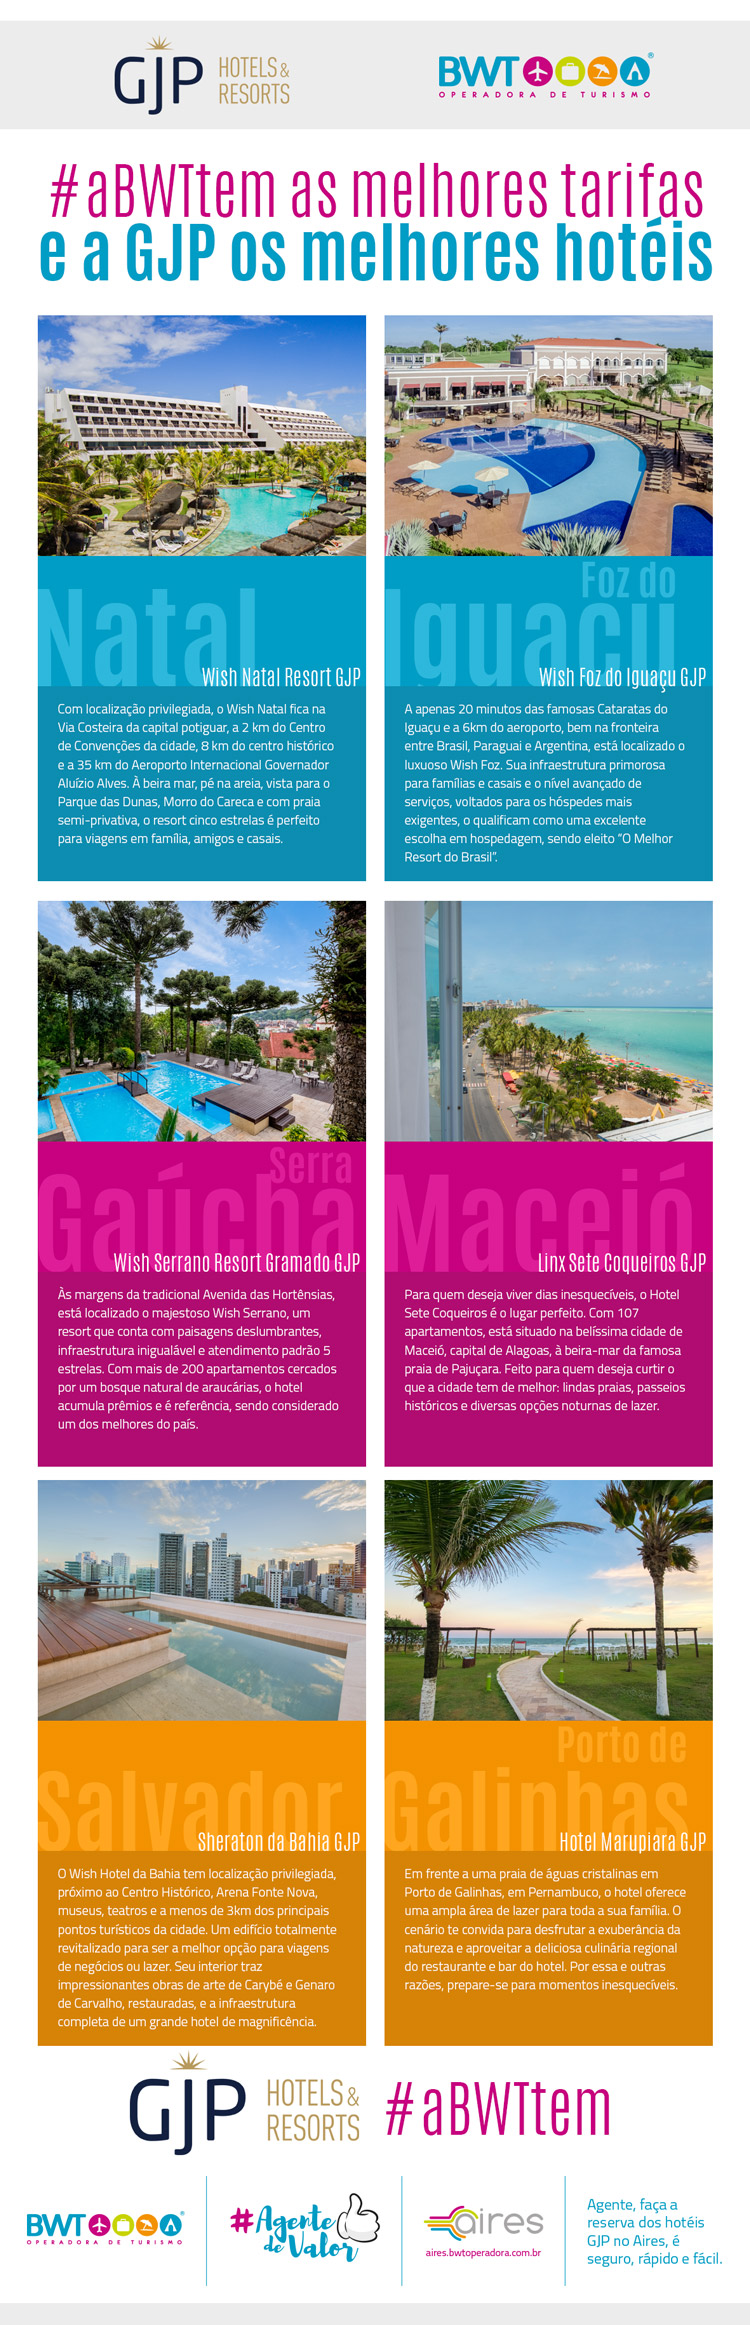 GJP HOTELS &
RESORTS
BWT®
OPERADORA DE TURISMO
#aBWTtem as melhores tarifas
e a GJP os melhores hotéis
Natal
Wish Natal Resort GJP
Com localização privilegiada, o Wish Natal fica na
Via Costeira da capital potiguar, a 2 km do Centro
de Convenções da cidade, 8 km do centro histórico
e a 35 km do Aeroporto Internacional Governador
Aluízio Alves. À beira mar, pé na areia, vista para o
Parque das Dunas, Morro do Careca e com praia
semi-privativa, o resort cinco estrelas é perfeito
para viagens em família, amigos e casais.
Foz do
Iguaçu
Wish Foz do Iguaçu GJP
A apenas 20 minutos das famosas Cataratas do
Iguaçu e a 6km do aeroporto, bem na fronteira
entre Brasil, Paraguai e Argentina, está localizado o
luxuoso Wish Foz. Sua infraestrutura primorosa
para famílias e casais e o nível avançado de
serviços, voltados para os hóspedes mais
exigentes, o qualificam como uma excelente
escolha em hospedagem, sendo eleito “O Melhor
Resort do Brasil”.
Serra
Gaúcha
Wish Serrano Resort Gramado GJP
Às margens da tradicional Avenida das Hortênsias,
está localizado o majestoso Wish Serrano, um
resort que conta com paisagens deslumbrantes,
infraestrutura inigualável e atendimento padrão 5
estrelas. Com mais de 200 apartamentos cercados
por um bosque natural de araucárias, o hotel
acumula prêmios e é referência, sendo considerado
um dos melhores do país.
Maceió
Linx Sete Coqueiros GJP
Para quem deseja viver dias inesquecíveis, o Hotel
Sete Coqueiros é o lugar perfeito. Com 107
apartamentos, está situado na belíssima cidade de
Maceió, capital de Alagoas, à beira-mar da famosa
praia de Pajuçara. Feito para quem deseja curtir o
que a cidade tem de melhor: lindas praias, passeios
históricos e diversas opções noturnas de lazer.
Salvador
Sheraton da Bahia GJP
O Wish Hotel da Bahia tem localização privilegiada,
próximo ao Centro Histórico, Arena Fonte Nova,
museus, teatros e a menos de 3km dos principais
pontos turísticos da cidade. Um edifício totalmente
revitalizado para ser a melhor opção para viagens
de negócios ou lazer. Seu interior traz
impressionantes obras de arte de Carybé e Genaro
de Carvalho, restauradas, e a infraestrutura
completa de um grande hotel de magnificência.
Porto de
Galinhas
Hotel Marupiara GJP
Em frente a uma praia de águas cristalinas em
Porto de Galinhas, em Pernambuco, o hotel oferece
uma ampla área de lazer para toda a sua família. O
cenário te convida para desfrutar a exuberância da
natureza e aproveitar a deliciosa culinária regional
do restaurante e bar do hotel. Por essa e outras
razões, prepare-se para momentos inesquecíveis.
GJP HOTELS &
RESORTS
#aBWTtem
BWT®
OPERADORA DE TURISMO
#Agente
de Valor
aires
aires.bwtoperadora.com.br
Agente, faça a
reserva dos hotéis
GJP no Aires, é
seguro, rápido e fácil.